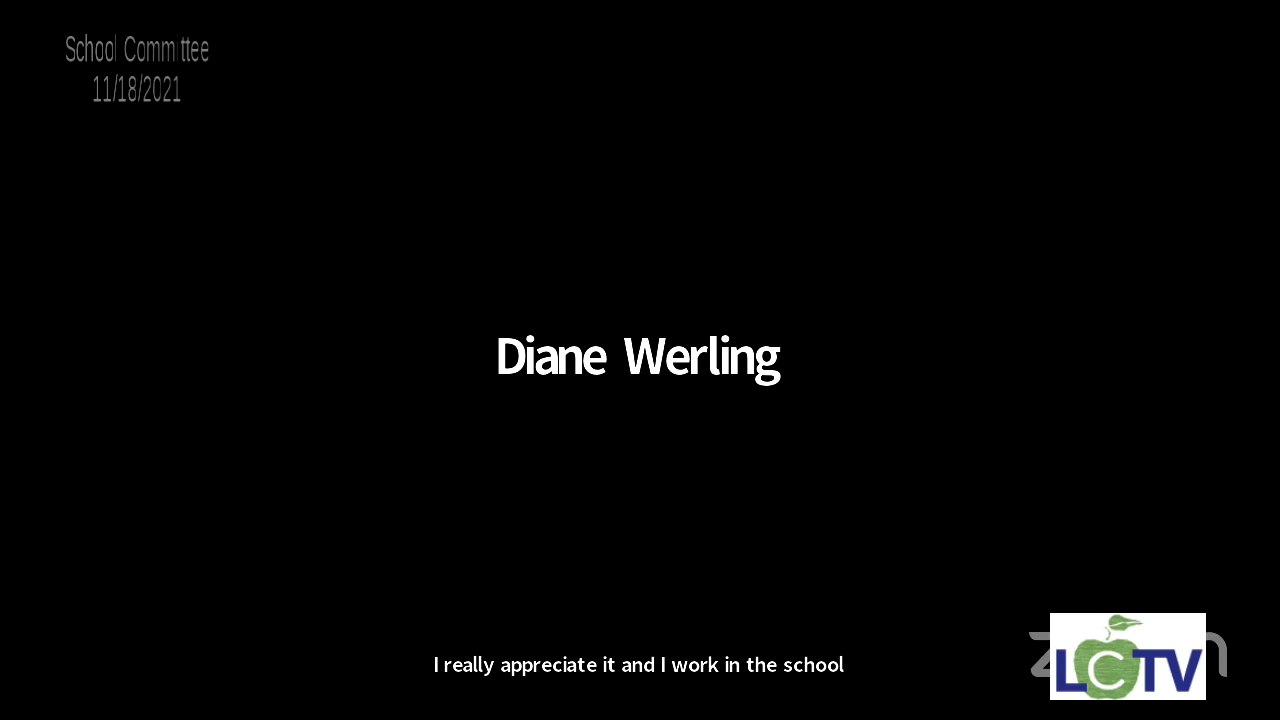 School Committee
11/18/2021
Diane Werling
I really appreciate it and I work in the school
LCTV